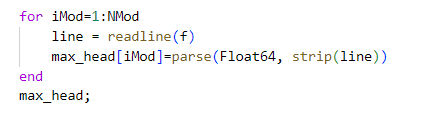 for iMod=1:NMod
    line = readline(f)
    max_head[iMod]=parse(Float64, strip(line))
end
max_head;